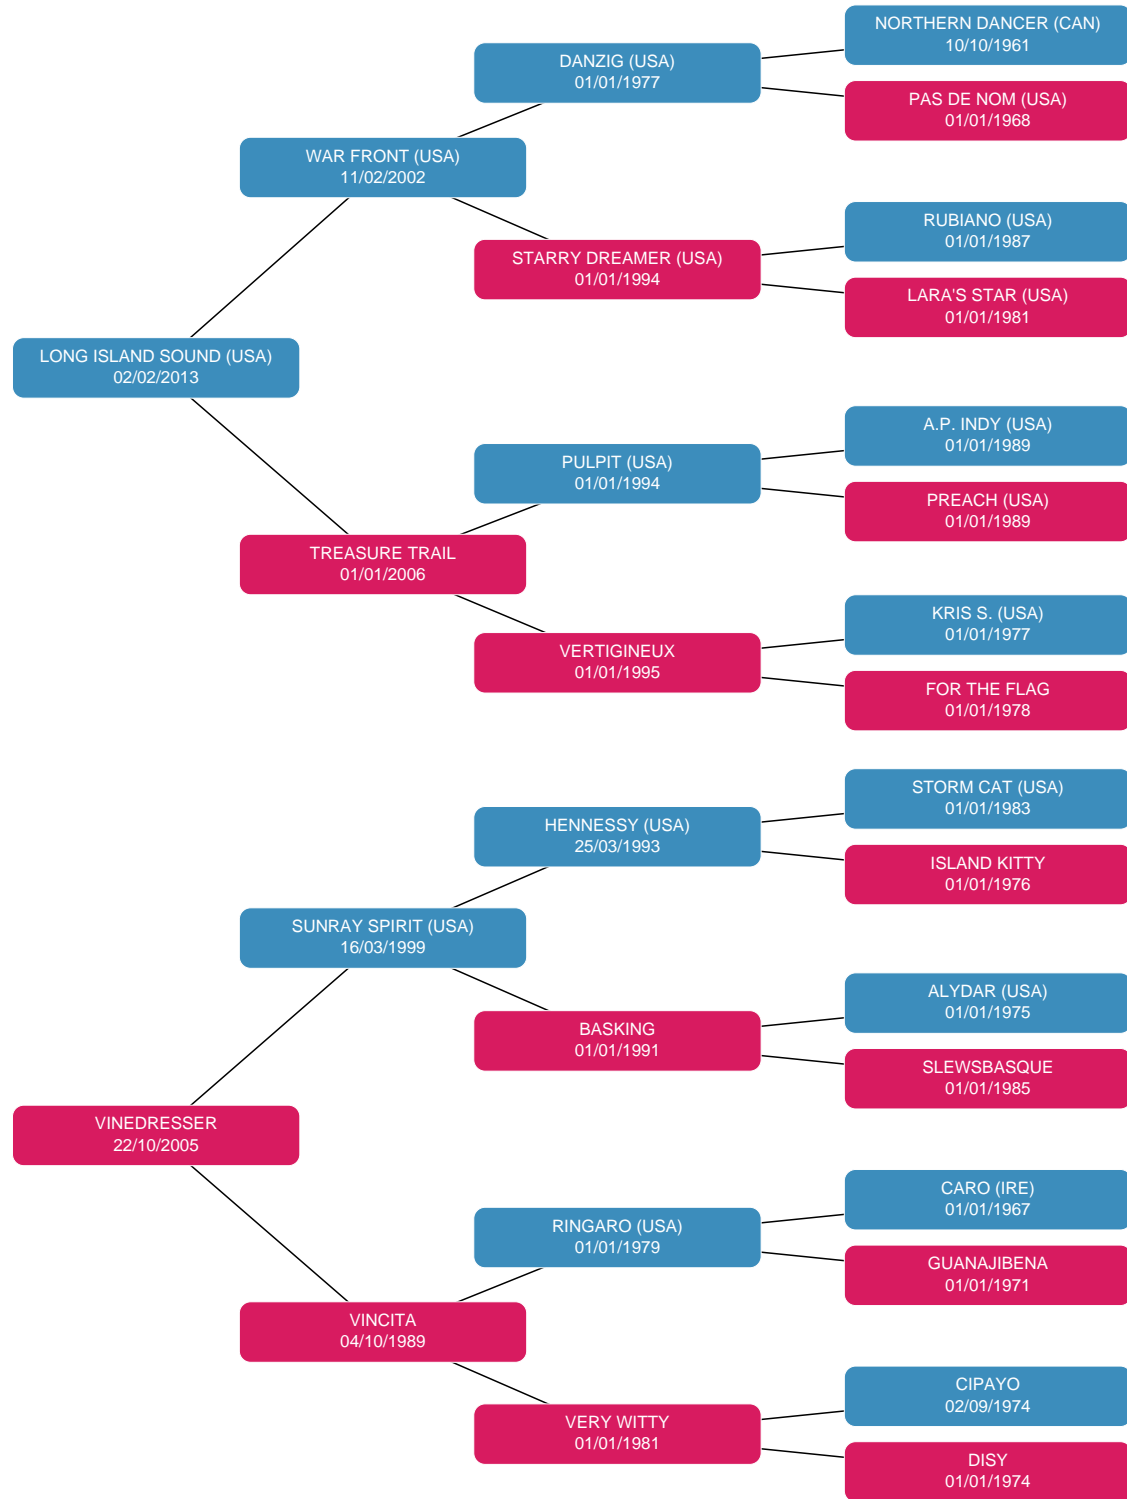 NORTHERN DANCER (CAN)
10/10/1961
DANZIG (USA)
01/01/1977
PAS DE NOM (USA)
01/01/1968
WAR FRONT (USA)
11/02/2002
RUBIANO (USA)
01/01/1987
STARRY DREAMER (USA)
01/01/1994
LARA'S STAR (USA)
01/01/1981
LONG ISLAND SOUND (USA)
02/02/2013
A.P. INDY (USA)
01/01/1989
PULPIT (USA)
01/01/1994
PREACH (USA)
01/01/1989
TREASURE TRAIL
01/01/2006
KRIS S. (USA)
01/01/1977
VERTIGINEUX
01/01/1995
FOR THE FLAG
01/01/1978
STORM CAT (USA)
01/01/1983
HENNESSY (USA)
25/03/1993
ISLAND KITTY
01/01/1976
SUNRAY SPIRIT (USA)
16/03/1999
ALYDAR (USA)
01/01/1975
BASKING
01/01/1991
SLEWSBASQUE
01/01/1985
VINEDRESSER
22/10/2005
CARO (IRE)
01/01/1967
RINGARO (USA)
01/01/1979
GUANAJIBENA
01/01/1971
VINCITA
04/10/1989
CIPAYO
02/09/1974
VERY WITTY
01/01/1981
DISY
01/01/1974